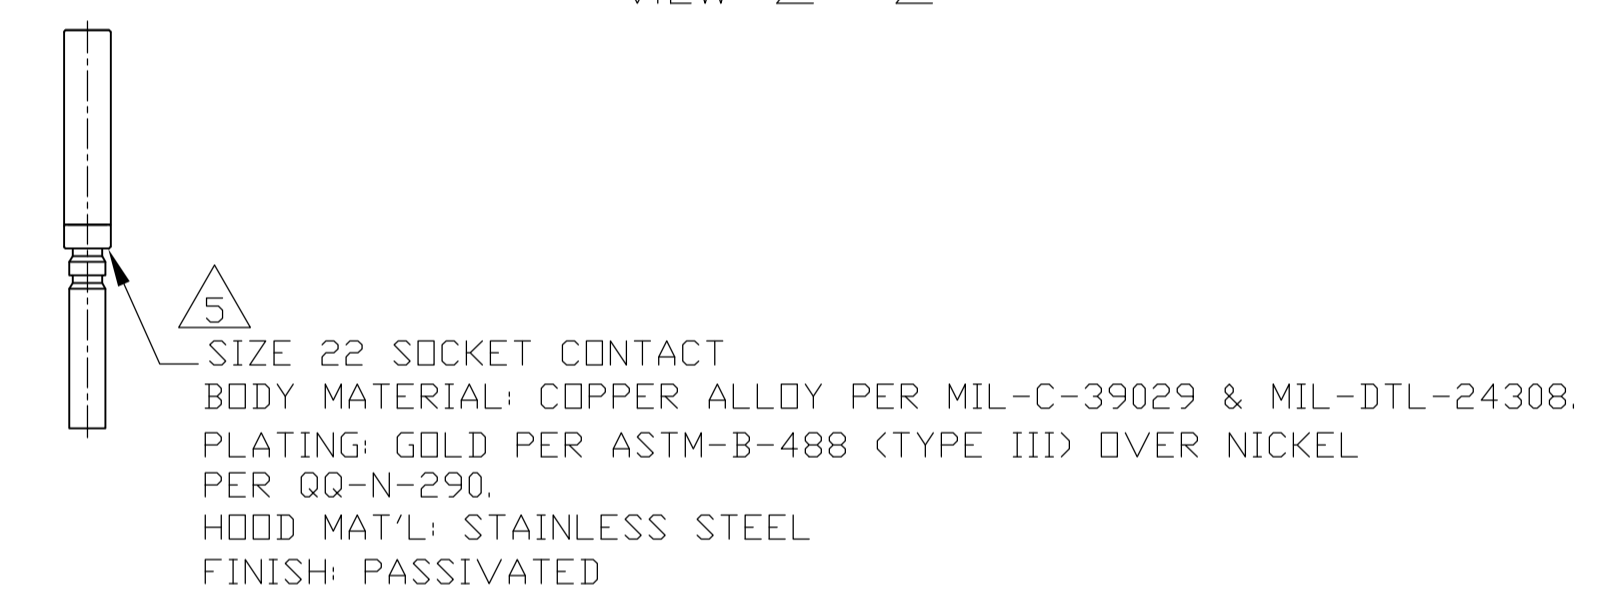 VIEW Z - Z
5
SIZE 22 SOCKET CONTACT
BODY MATERIAL: COPPER ALLOY PER MIL-C-39029 & MIL-DTL-24308.
PLATING: GOLD PER ASTM-B-488 (TYPE III) OVER NICKEL
PER QQ-N-290.
HOOD MAT'L: STAINLESS STEEL
FINISH: PASSIVATED